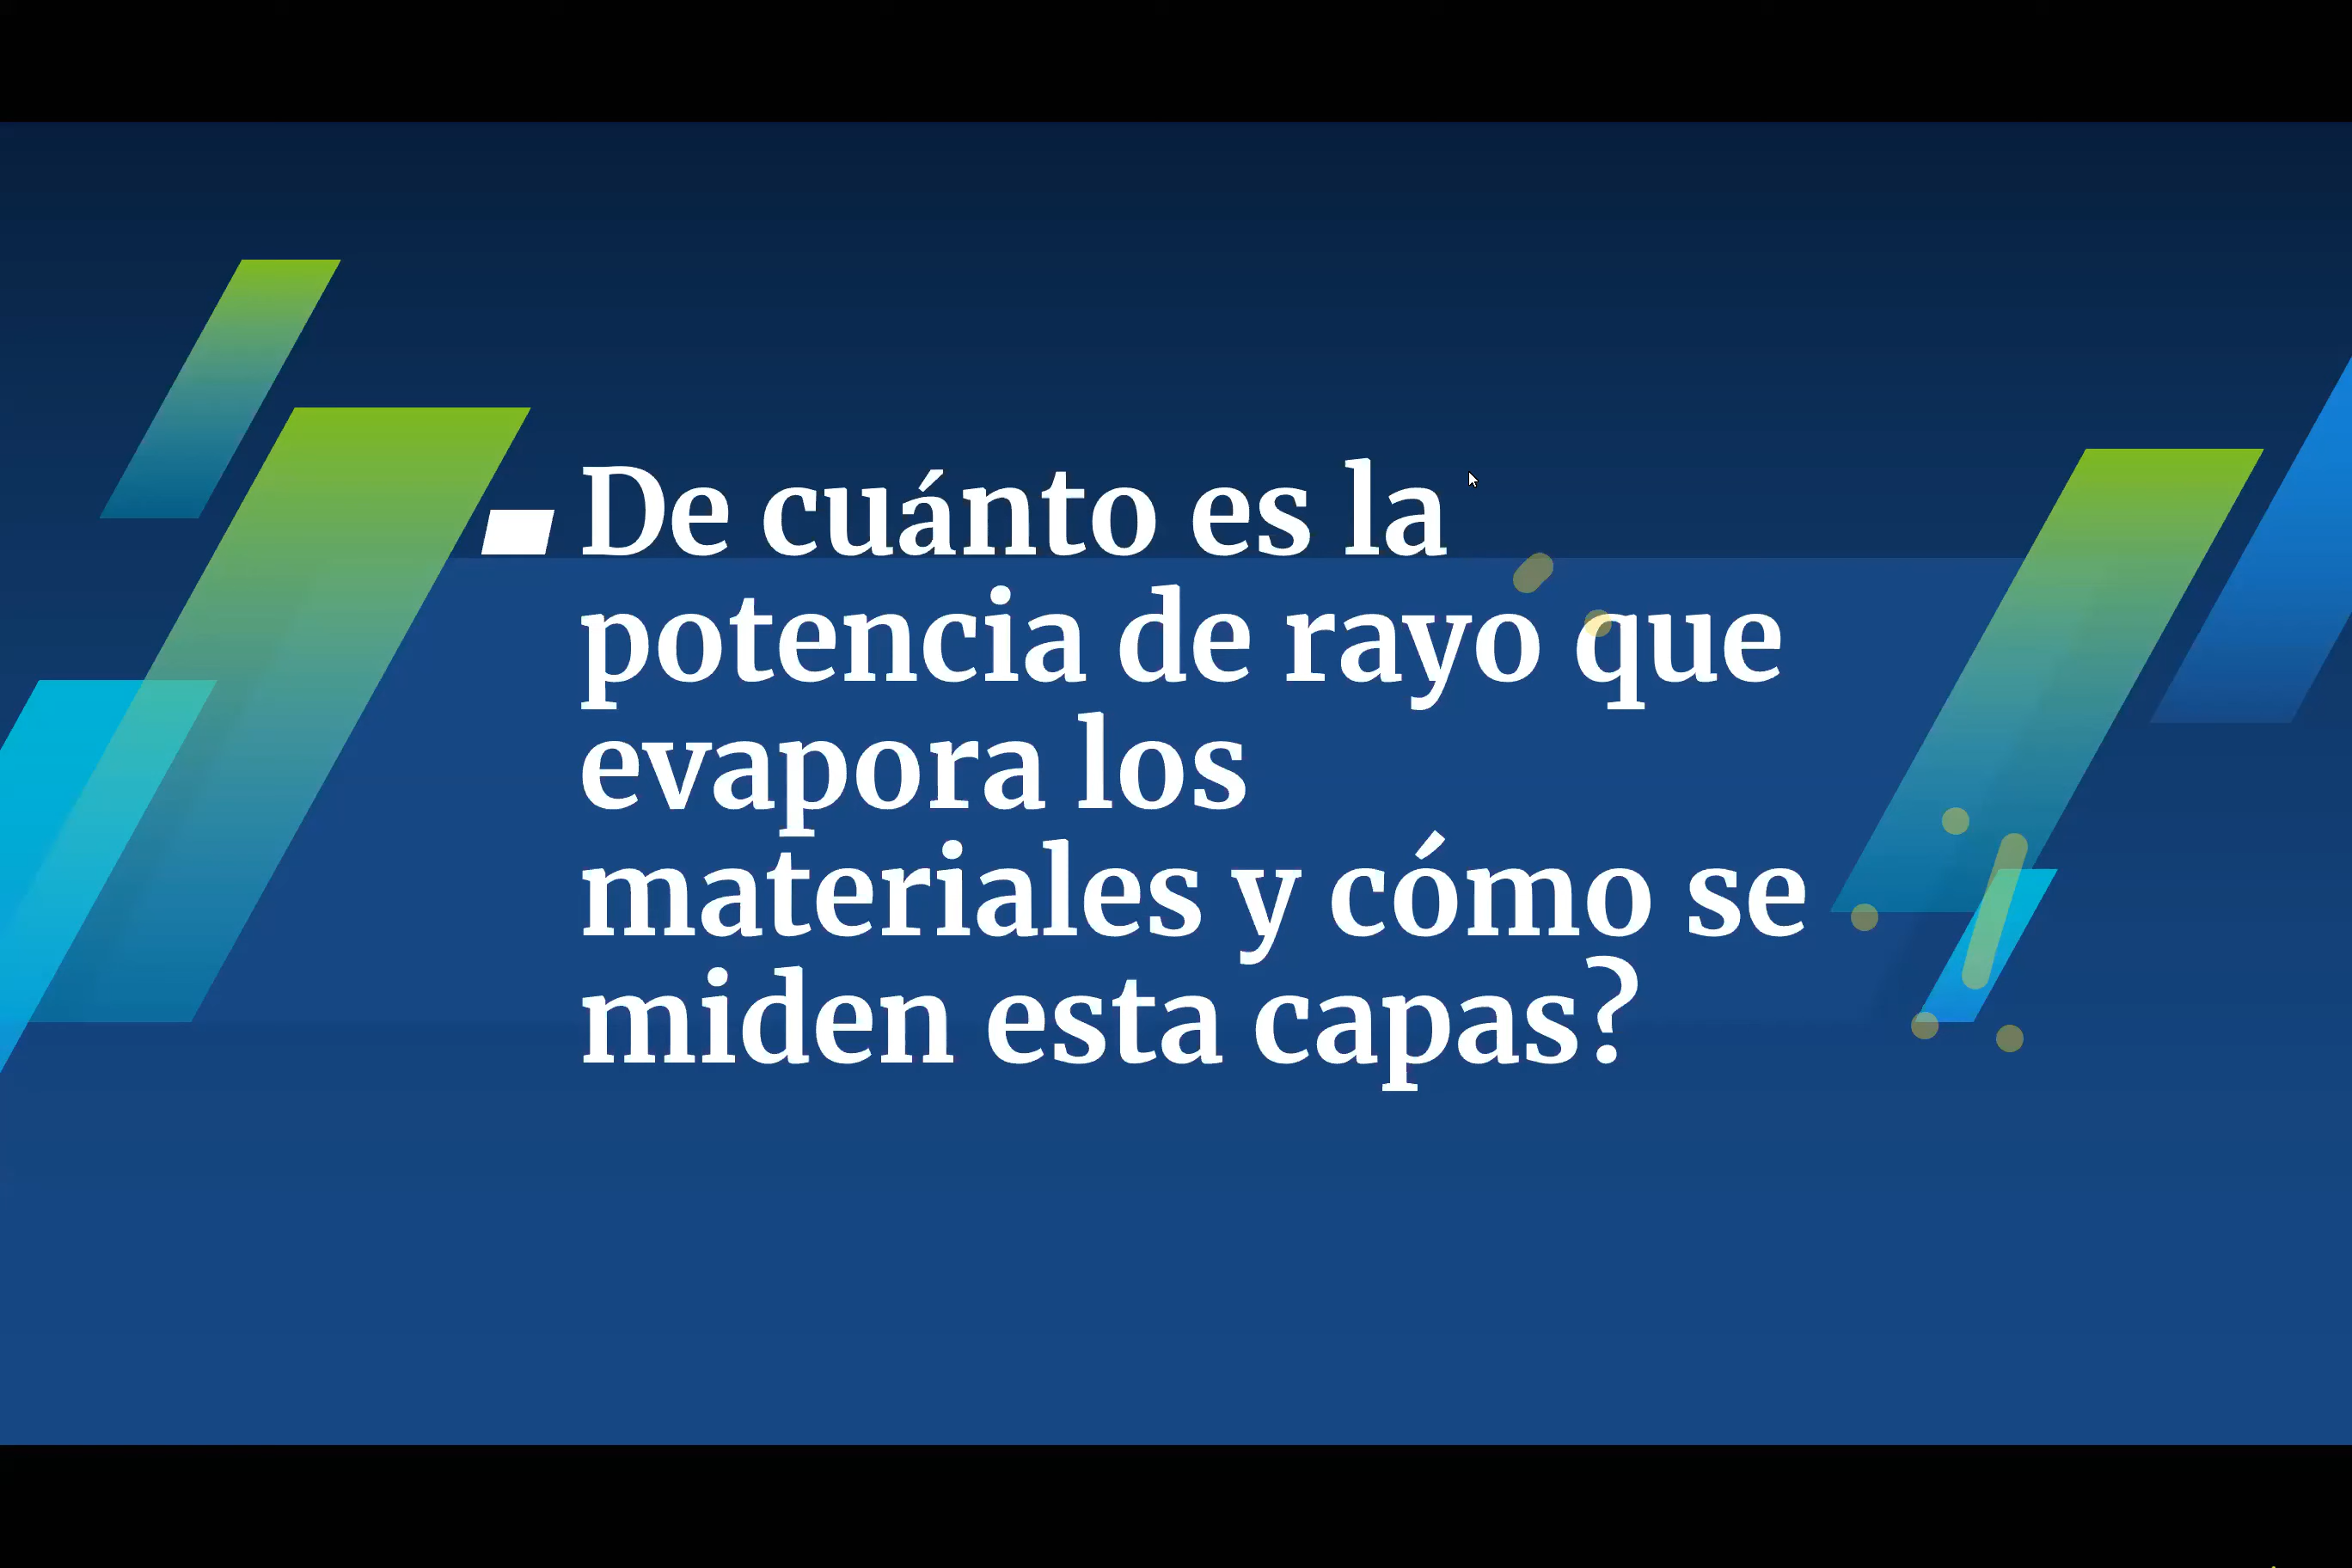 De cuánto es la
potencia de rayo que
evapora los
materiales y cómo se
miden esta capas?